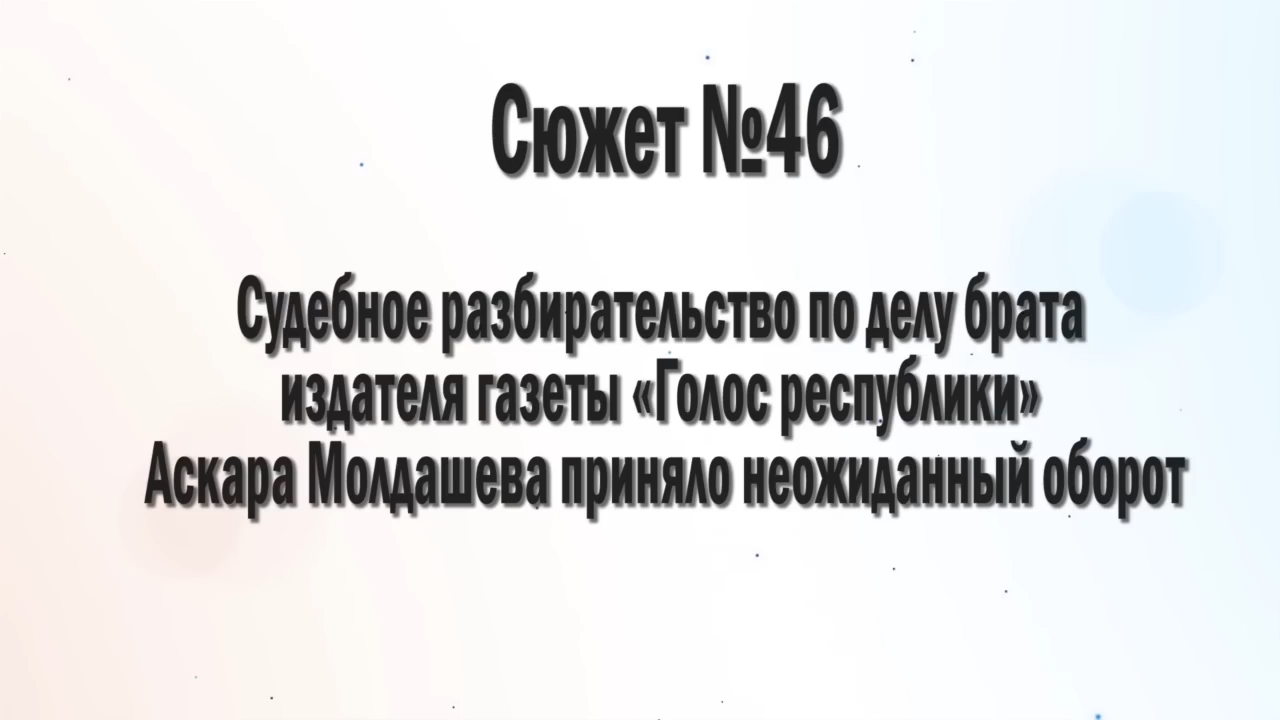 Сюжет №46
Судебное разбирательство по делу брата
издателя газеты «Голос республики»
Аскара Молдашева приняло неожиданный оборот